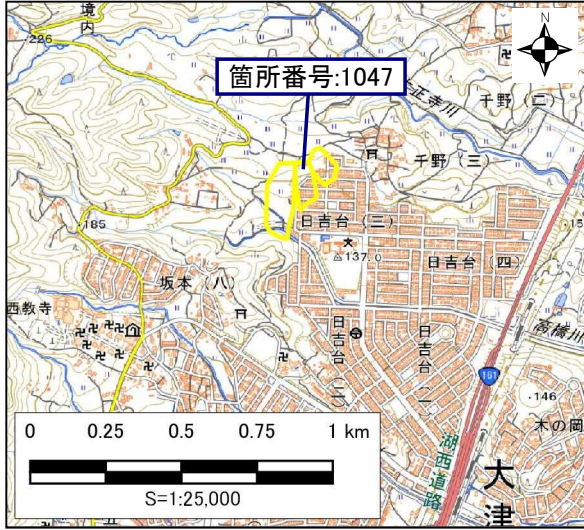 境内
226
N
箇所番号:1047
大正寺川
千野(二)
千野(三)
日吉台(三)
185
137.0
日吉台(四)
坂本(八)
西教寺
日吉台(二)
日吉台(一)
高橋川
161
146
木の岡
湖西道路
大津
0 0.25 0.5 0.75 1 km
S=1:25,000